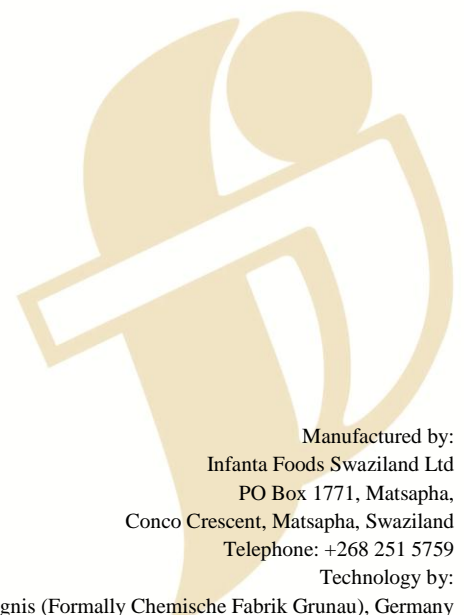 Manufactured by:
Infanta Foods Swaziland Ltd
PO Box 1771, Matsapha,
Conco Crescent, Matsapha, Swaziland
Telephone: +268 251 5759
Technology by:
(Formally Chemische Fabrik Grunau), Germany